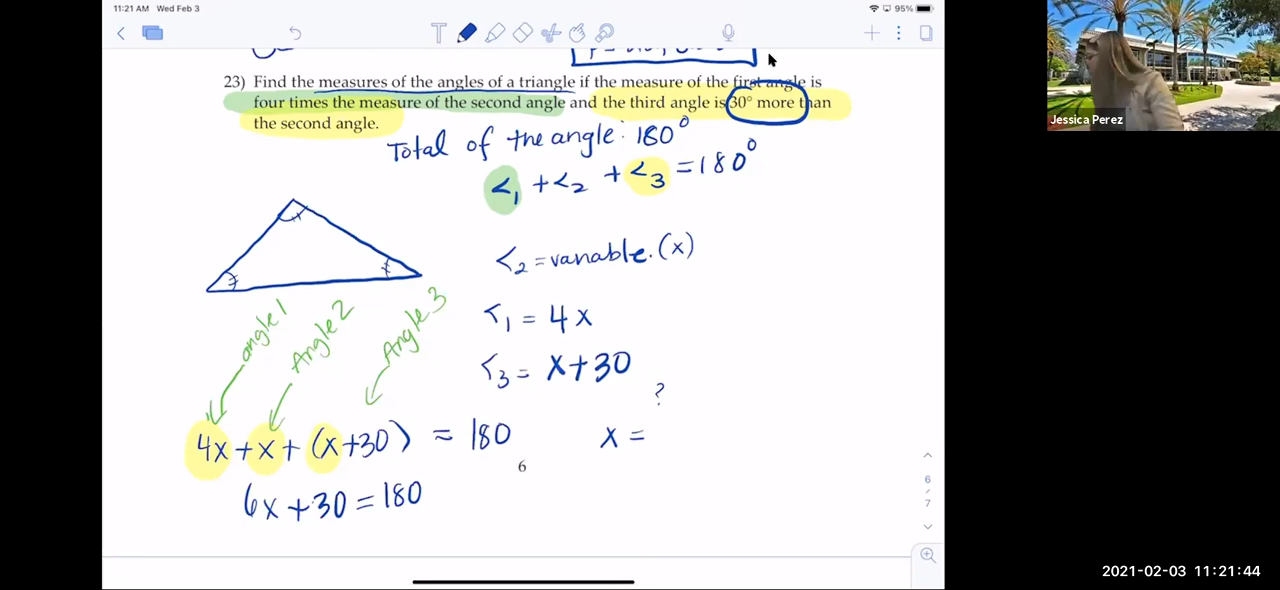 11:21 AM Wed Feb 3
95%
23) Find the measures of the angles of a triangle if the measure of the first angle is
four times the measure of the second angle and the third angle is 30° more than
the second angle.
Total of the angle: 180°
<1 + <2 + <3 = 180°
<2 = variable. (x)
<1 = 4x
<3 = x+30
?
angle 1
Angle 2
Angle 3
4x + x + (x+30) = 180
x =
6
6x + 30 = 180
6
/
7
Jessica Perez
2021-02-03 11:21:44